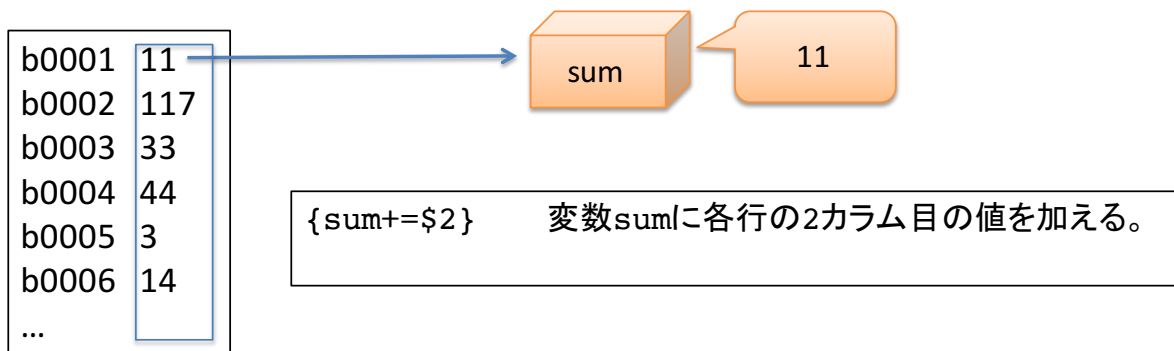 b0001 11
b0002 117
b0003 33
b0004 44
b0005 3
b0006 14
…
sum
11
{sum+=$2} 変数sumに各行の2カラム目の値を加える。